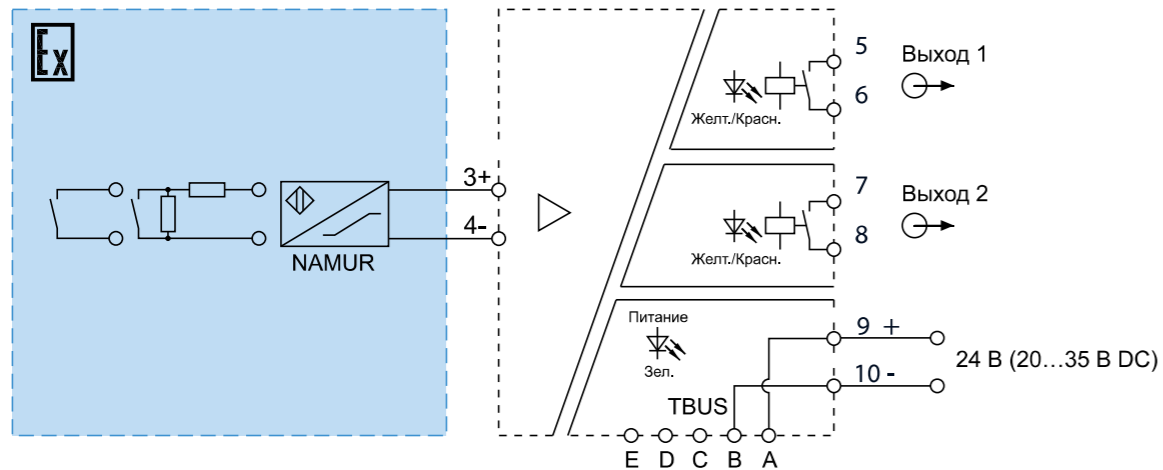 Ex
3+
4-
NAMUR
5
6
Выход 1
Желт./Красн.
7
8
Выход 2
Желт./Красн.
Питание
Зел.
9 +
10 -
24 В (20...35 В DC)
TBUS
E D C B A